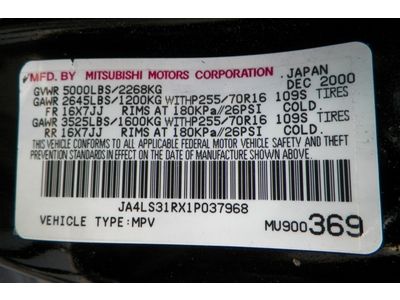 MFD. BY MITSUBISHI MOTORS CORPORATION JAPAN
GVWR 5000LBS/2268KG DEC 2000
GAWR 2645LBS/1200KG WITHP255/70R16 109S TIRES
FR 16X7JJ RIMS AT 180KPa//26PSI COLD.
GAWR 3525LBS/1600KG WITHP255/70R16 109S TIRES
RR 16X7JJ RIMS AT 180KPa//26PSI COLD.
THIS VEHICLE CONFORMS TO ALL APPLICABLE FEDERAL MOTOR VEHICLE SAFETY AND THEFT
PREVENTION STANDARDS IN EFFECT ON THE DATE OF MANUFACTURE SHOWN ABOVE.
JA4LS31RX1P037968
VEHICLE TYPE:MPV MU900369